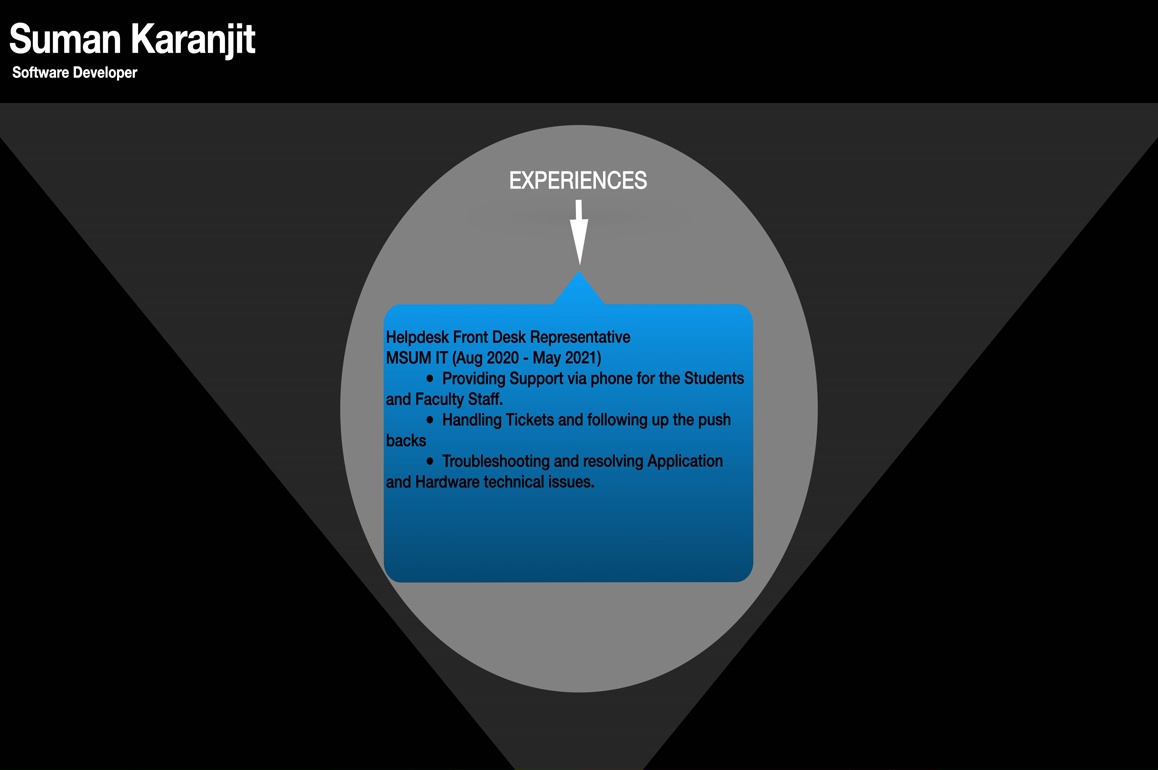 Suman Karanjit
Software Developer
EXPERIENCES
Helpdesk Front Desk Representative
MSUM IT (Aug 2020 - May 2021)
• Providing Support via phone for the Students
and Faculty Staff.
• Handling Tickets and following up the push
backs
• Troubleshooting and resolving Application
and Hardware technical issues.